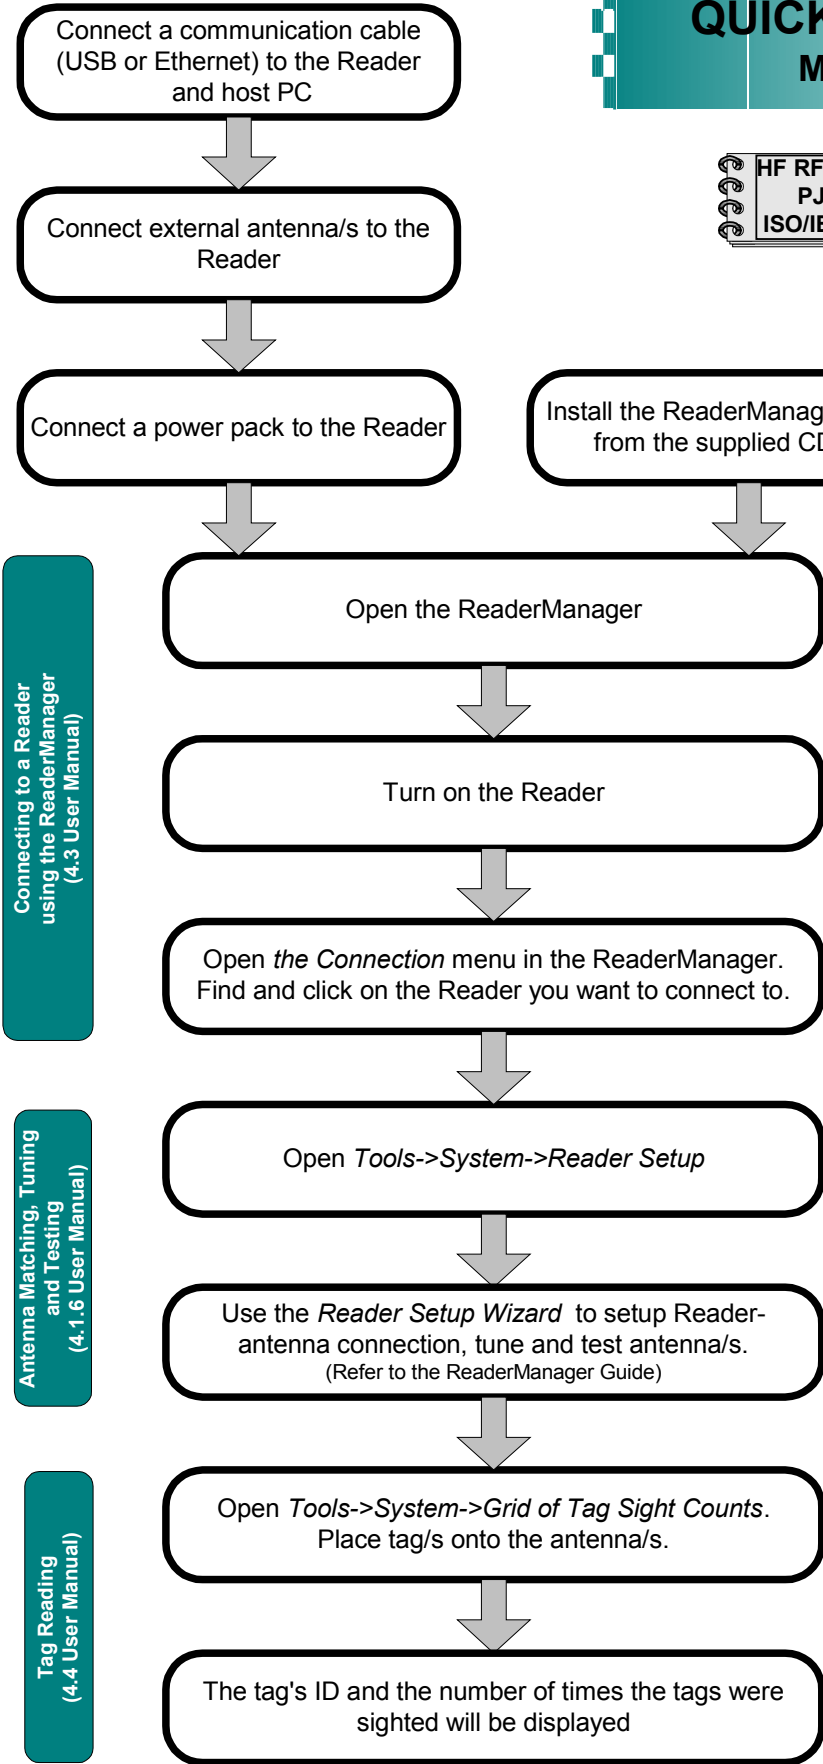 Connect a communication cable
(USB or Ethernet) to the Reader
and host PC
QUICK
M
HF RF
PJ
ISO/IE
Connect external antenna/s to the
Reader
Connect a power pack to the Reader
Install the ReaderManag
from the supplied CD
Connecting to a Reader
using the ReaderManager
(4.3 User Manual)
Open the ReaderManager
Turn on the Reader
Open the Connection menu in the ReaderManager.
Find and click on the Reader you want to connect to.
Antenna Matching, Tuning
and Testing
(4.1.6 User Manual)
Open Tools->System->Reader Setup
Use the Reader Setup Wizard to setup Reader-
antenna connection, tune and test antenna/s.
(Refer to the ReaderManager Guide)
Tag Reading
(4.4 User Manual)
Open Tools->System->Grid of Tag Sight Counts.
Place tag/s onto the antenna/s.
The tag's ID and the number of times the tags were
sighted will be displayed